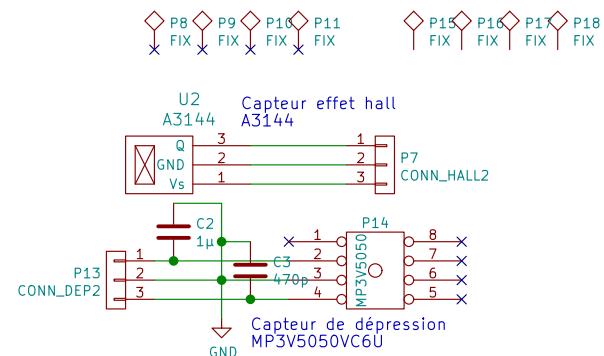 P8 P9 P10 P11 P15 P16 P17 P18
FIX FIX FIX FIX FIX FIX FIX FIX
U2 Capteur effet hall
A3144 A3144
Q 3 1
GND 2 2 P7
Vs 1 3 CONN_HALL2
C2 P14
1µ 1 8
1 C3 2 7
P13 2 470p 3 6
CONN_DEP2 3 4 5
MP3V5050
Capteur de dépression
MP3V5050VC6U
GND